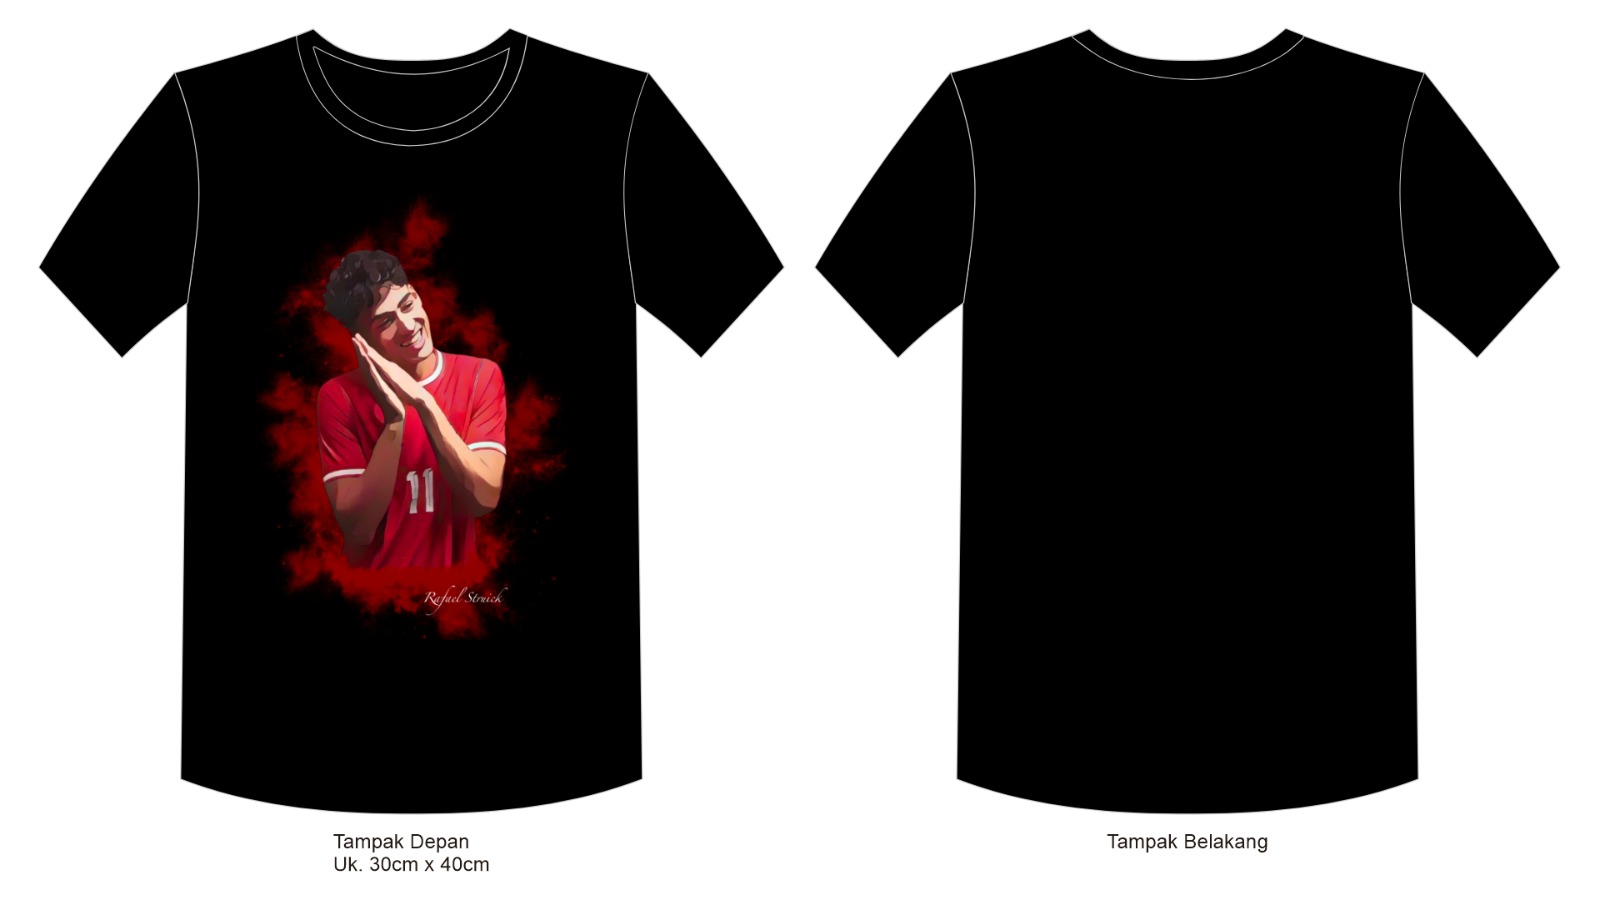 11
Rafael Struick
Tampak Depan
Uk. 30cm x 40cm
Tampak Belakang